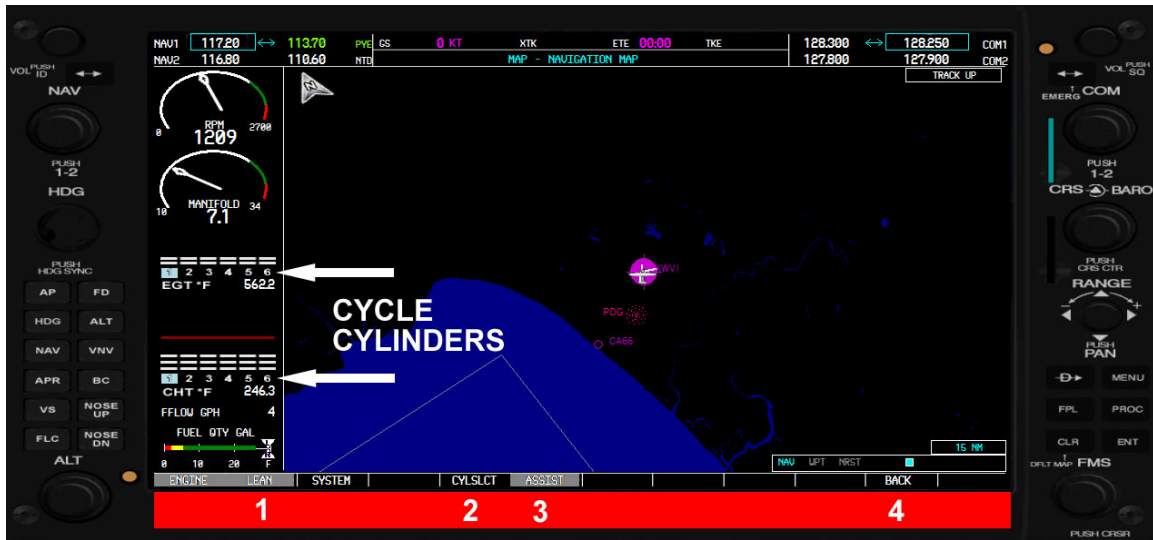 NAV1 117.20 ↔ 113.70 PYE GS 0 KT XTK ETE 00:00 TKE 128.300 ↔ 128.250 COM1
NAV2 116.80 110.60 NTD MAP - NAVIGATION MAP 127.800 127.900 COM2
TRACK UP
N
RPM
0 1209 2700
MANIFOLD
10 7.1 34
1 2 3 4 5 6
EGT °F 562.2
CYCLE
CYLINDERS
1 2 3 4 5 6
CHT °F 246.3
FFLOW GPH 4
FUEL QTY GAL
0 10 20 F
KWVI
PDG
CA66
15 NM
NAV WPT NRST
ENGINE LEAN SYSTEM CYLSLCT ASSIST BACK
1 2 3 4
VOL PUSH ID
NAV
PUSH
1-2
HDG
PUSH
HDG SYNC
AP FD
HDG ALT
NAV VNV
APR BC
VS NOSE UP
FLC NOSE DN
ALT
VOL PUSH SQ
EMERG COM
PUSH
1-2
CRS BARO
PUSH
CRS CTR
RANGE
- +
PUSH
PAN
D MENU
FPL PROC
CLR ENT
DFLT MAP FMS
PUSH CRSR